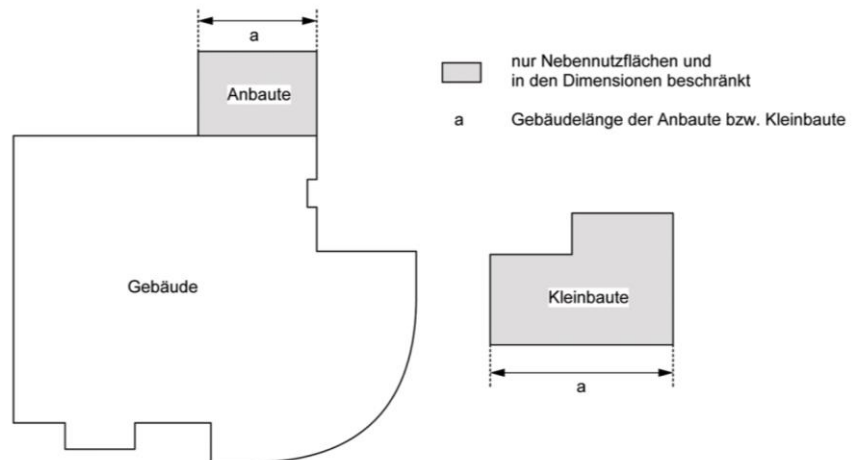 a
Anbaute
nur Nebennutzflächen und
in den Dimensionen beschränkt
a Gebäudelänge der Anbaute bzw. Kleinbaute
Gebäude
Kleinbaute
a